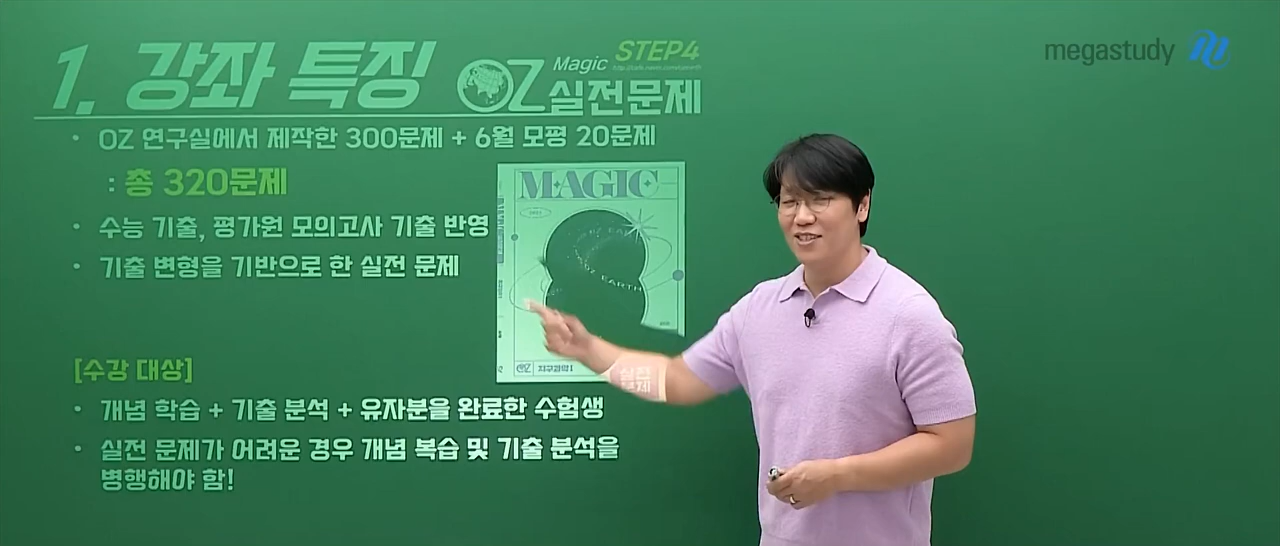 1. 강좌 특징
OZ Magic STEP4
실전문제
• OZ 연구실에서 제작한 300문제 + 6월 모평 20문제
: 총 320문제
• 수능 기출, 평가원 모의고사 기출 반영
• 기출 변형을 기반으로 한 실전 문제
MAGIC
EARTH
OZ 지구과학I
실전
문제
[수강 대상]
• 개념 학습 + 기출 분석 + 유자분을 완료한 수험생
• 실전 문제가 어려운 경우 개념 복습 및 기출 분석을
병행해야 함!
megastudy